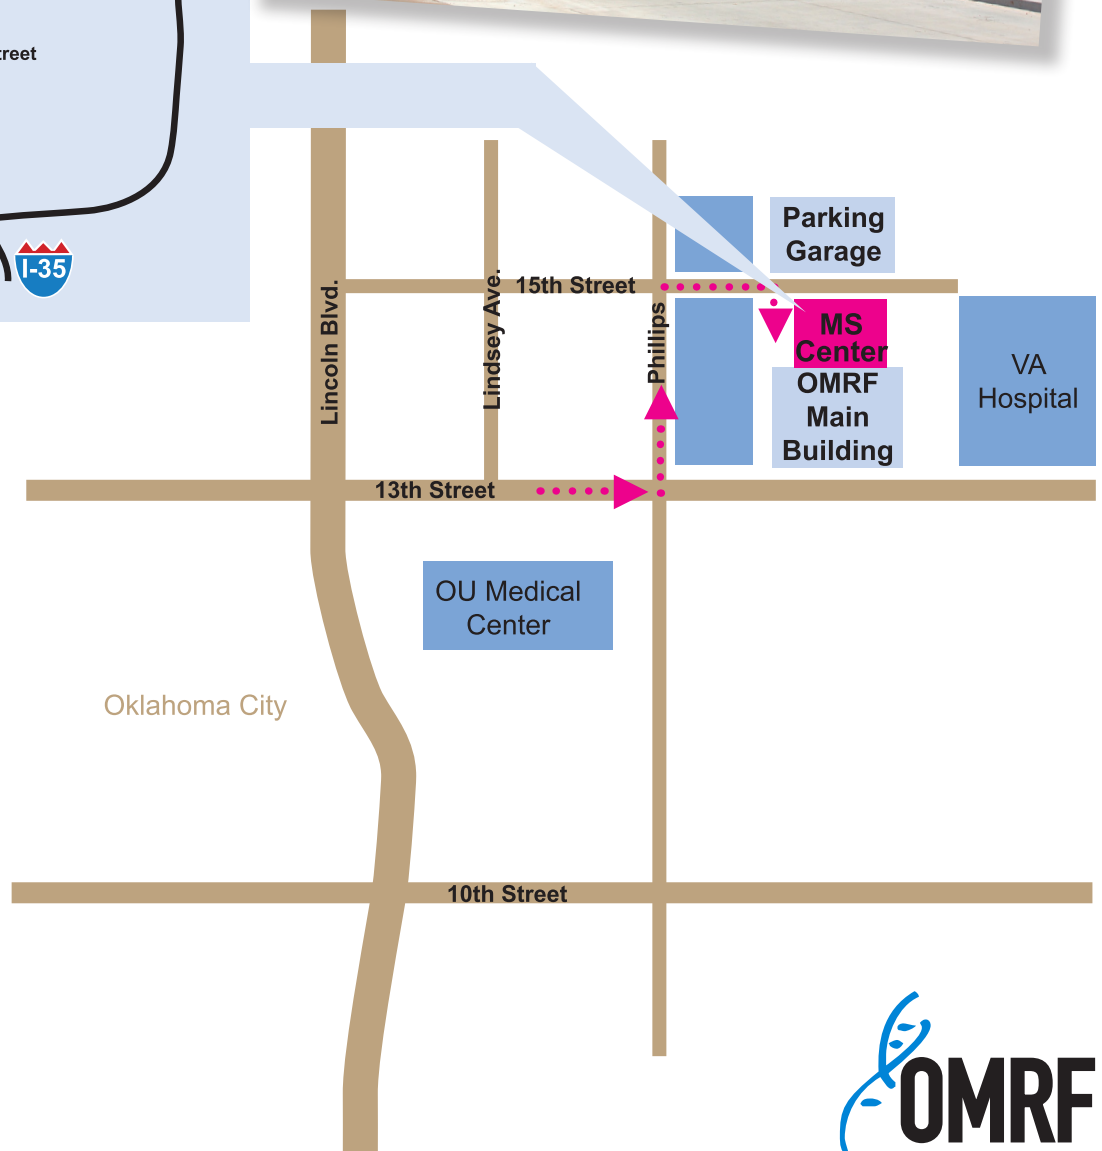 treet
I-35
Parking
Garage
15th Street
Lincoln Blvd.
Lindsey Ave.
Phillips
MS
Center
OMRF
Main
Building
VA
Hospital
13th Street
OU Medical
Center
Oklahoma City
10th Street
OMRF